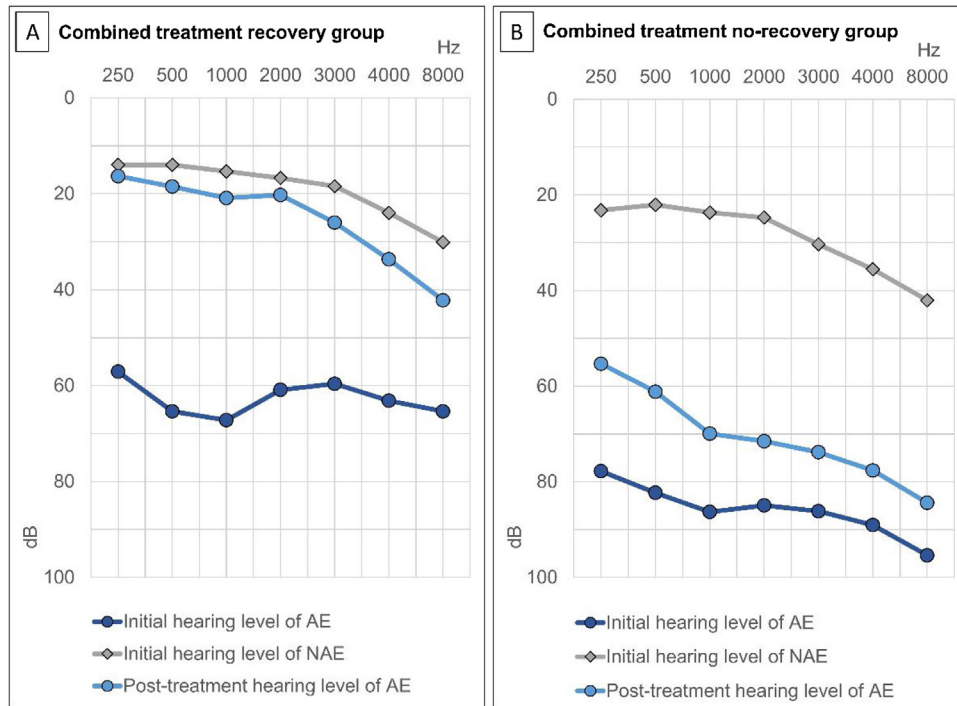 A Combined treatment recovery group
Hz
250 500 1000 2000 3000 4000 8000
0
20
40
60
80
dB
100
Initial hearing level of AE
Initial hearing level of NAE
Post-treatment hearing level of AE
B Combined treatment no-recovery group
Hz
250 500 1000 2000 3000 4000 8000
0
20
40
60
80
dB
100
Initial hearing level of AE
Initial hearing level of NAE
Post-treatment hearing level of AE